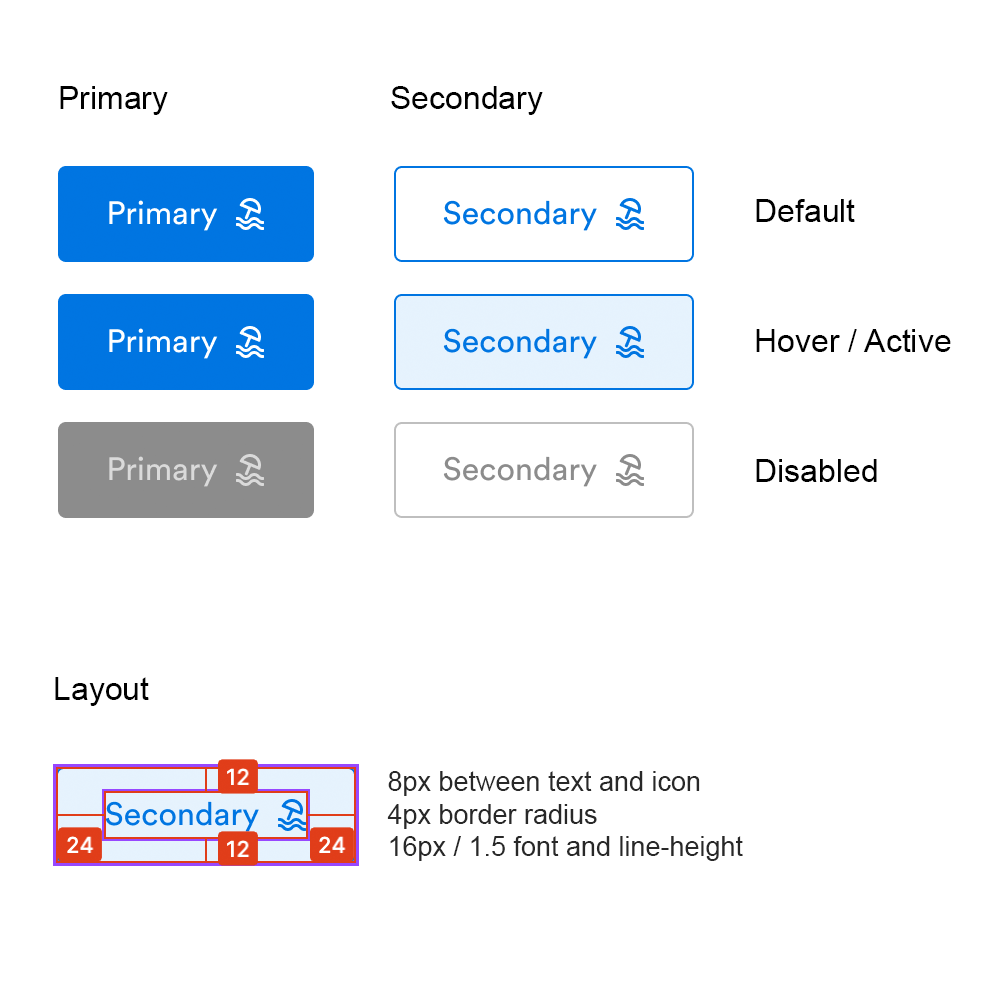 Primary Secondary
Primary Secondary Default
Primary Secondary Hover / Active
Primary Secondary Disabled
Layout
12
Secondary
24 12 24
8px between text and icon
4px border radius
16px / 1.5 font and line-height